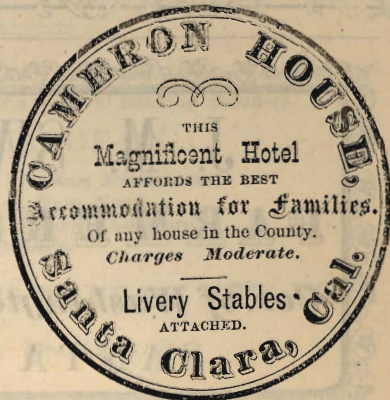 CAMERON HOUSE,
THIS
Magnificent Hotel
AFFORDS THE BEST
Accommodation for Families.
Of any house in the County.
Charges Moderate.
Livery Stables
ATTACHED.
Santa Clara, Cal.